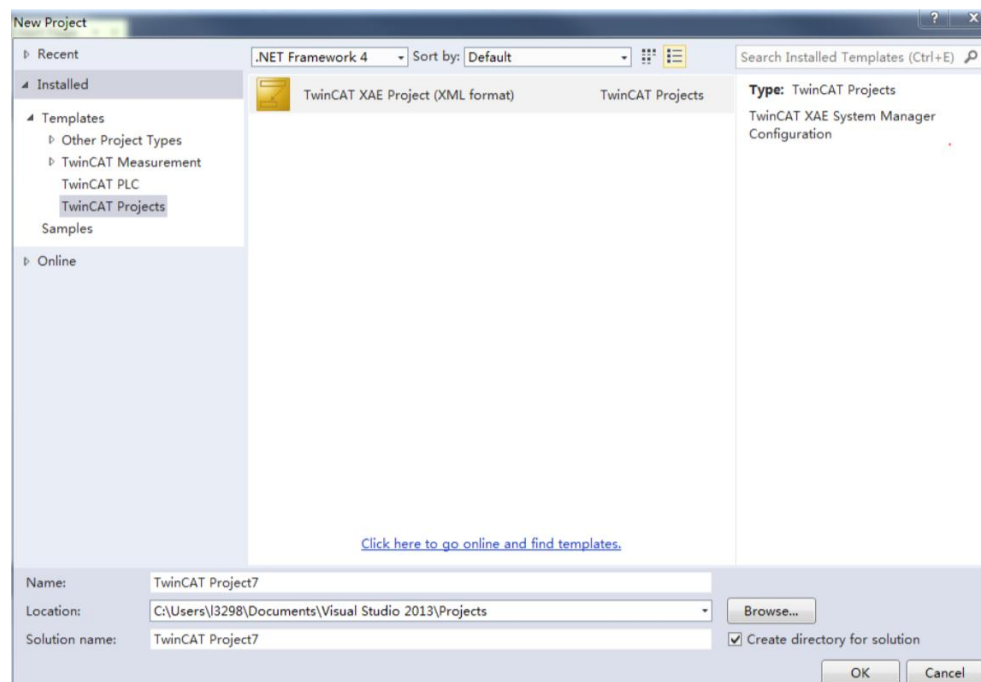 New Project
Recent
.NET Framework 4
Sort by: Default
Search Installed Templates (Ctrl+E)
Installed
TwinCAT XAE Project (XML format)
TwinCAT Projects
Type: TwinCAT Projects
TwinCAT XAE System Manager
Configuration
Templates
Other Project Types
TwinCAT Measurement
TwinCAT PLC
TwinCAT Projects
Samples
Online
Click here to go online and find templates.
Name:
TwinCAT Project7
Location:
C:\Users\l3298\Documents\Visual Studio 2013\Projects
Browse...
Solution name:
TwinCAT Project7
Create directory for solution
OK
Cancel